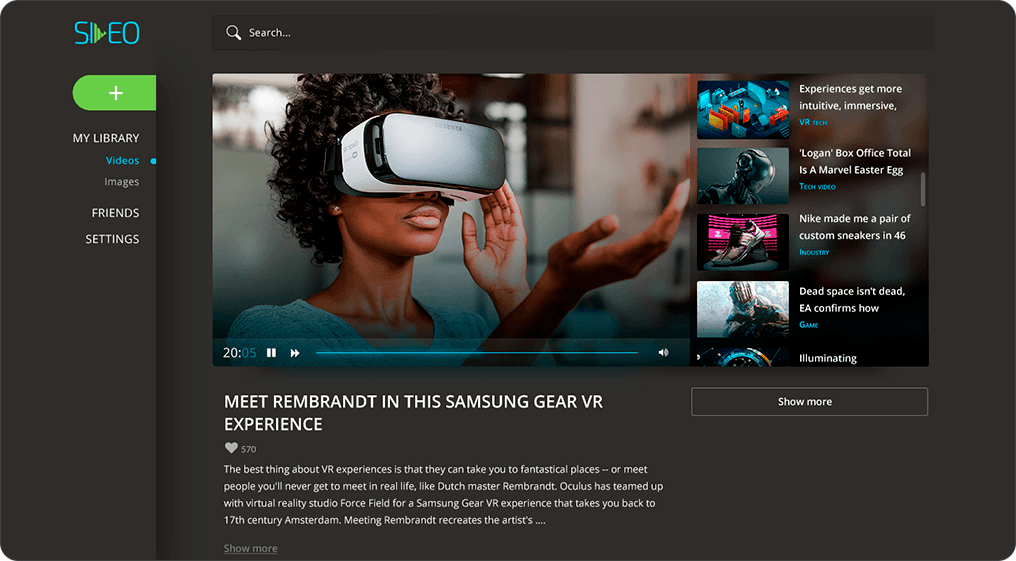 SIDEO
Search...
+
MY LIBRARY
Videos
Images
FRIENDS
SETTINGS
Experiences get more
intuitive, immersive,
VR TECH
'Logan' Box Office Total
Is A Marvel Easter Egg
TECH VIDEO
Nike made me a pair of
custom sneakers in 46
INDUSTRY
Dead space isn't dead,
EA confirms how
GAME
Illuminating
20:05
Show more
MEET REMBRANDT IN THIS SAMSUNG GEAR VR
EXPERIENCE
570
The best thing about VR experiences is that they can take you to fantastical places -- or meet
people you'll never get to meet in real life, like Dutch master Rembrandt. Oculus has teamed up
with virtual reality studio Force Field for a Samsung Gear VR experience that takes you back to
17th century Amsterdam. Meeting Rembrandt recreates the artist's ....
Show more